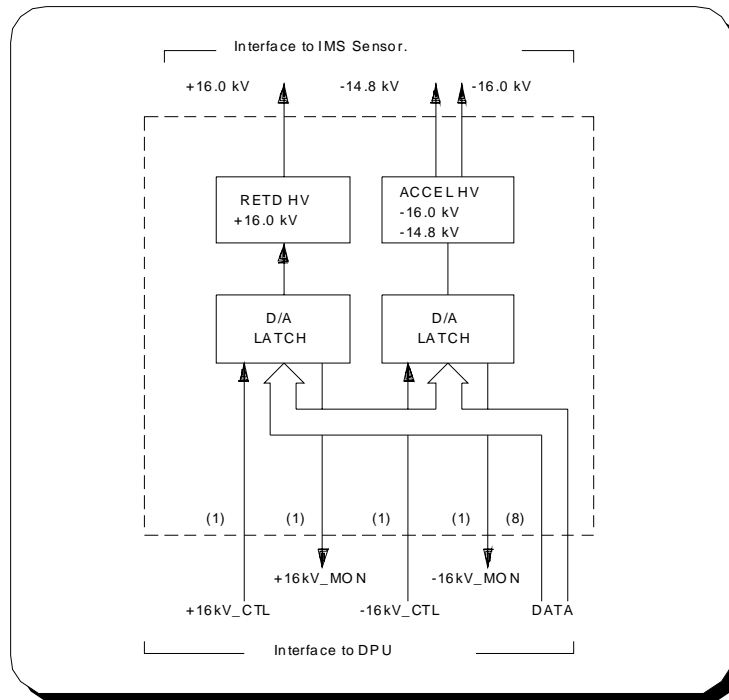 Interface to IMS Sensor.
+16.0 kV -14.8 kV -16.0 kV
RETD HV
+16.0 kV
ACCEL HV
-16.0 kV
-14.8 kV
D/A
LATCH
D/A
LATCH
(1) (1) (1) (1) (8)
+16kV_MON -16kV_MON
+16kV_CTL -16kV_CTL DATA
Interface to DPU